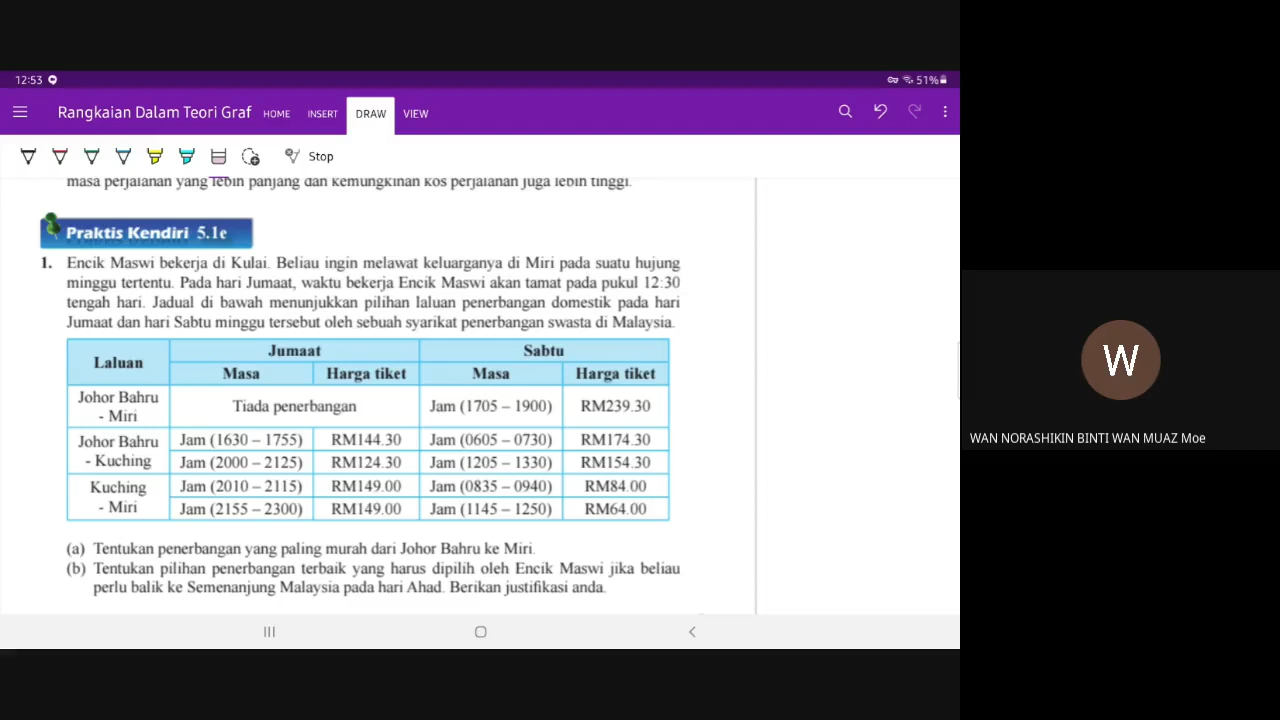 12:53
51%
Rangkaian Dalam Teori Graf HOME INSERT DRAW VIEW
Stop
masa perjalanan yang lebih panjang dan kemungkinan kos perjalanan juga lebih tinggi.
Praktis Kendiri 5.1e
1. Encik Maswi bekerja di Kulai. Beliau ingin melawat keluarganya di Miri pada suatu hujung
minggu tertentu. Pada hari Jumaat, waktu bekerja Encik Maswi akan tamat pada pukul 12:30
tengah hari. Jadual di bawah menunjukkan pilihan laluan penerbangan domestik pada hari
Jumaat dan hari Sabtu minggu tersebut oleh sebuah syarikat penerbangan swasta di Malaysia.
Laluan Jumaat Sabtu
Masa Harga tiket Masa Harga tiket
Johor Bahru
- Miri Tiada penerbangan Jam (1705 – 1900) RM239.30
Johor Bahru
- Kuching Jam (1630 – 1755) RM144.30 Jam (0605 – 0730) RM174.30
Jam (2000 – 2125) RM124.30 Jam (1205 – 1330) RM154.30
Kuching
- Miri Jam (2010 – 2115) RM149.00 Jam (0835 – 0940) RM84.00
Jam (2155 – 2300) RM149.00 Jam (1145 – 1250) RM64.00
(a) Tentukan penerbangan yang paling murah dari Johor Bahru ke Miri.
(b) Tentukan pilihan penerbangan terbaik yang harus dipilih oleh Encik Maswi jika beliau
perlu balik ke Semenanjung Malaysia pada hari Ahad. Berikan justifikasi anda.
W
WAN NORASHIKIN BINTI WAN MUAZ Moe